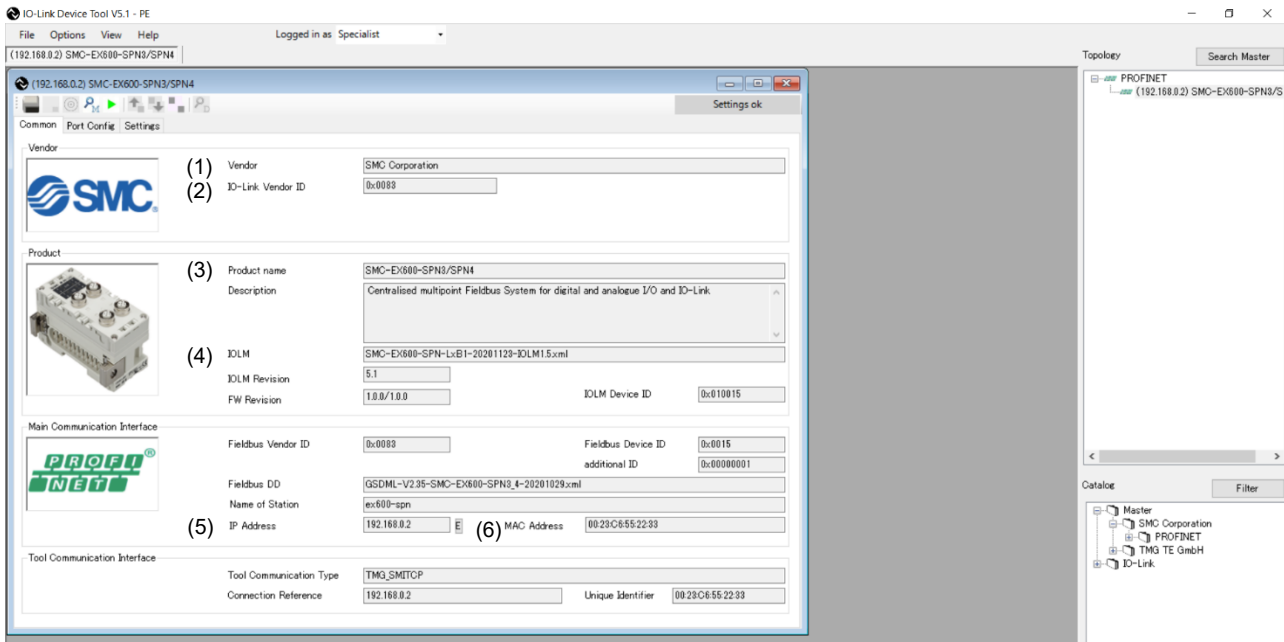 IO-Link Device Tool V5.1 - PE
File Options View Help Logged in as Specialist
(192.168.0.2) SMC-EX600-SPN3/SPN4
Topology Search Master
PROFINET
(192.168.0.2) SMC-EX600-SPN3/S
(192.168.0.2) SMC-EX600-SPN3/SPN4
Settings ok
Common Port Config Settings
Vendor
SMC
(1) Vendor SMC Corporation
(2) IO-Link Vendor ID 0x0083
Product
(3) Product name SMC-EX600-SPN3/SPN4
Description Centralised multipoint Fieldbus System for digital and analogue I/O and IO-Link
(4) IOLM SMC-EX600-SPN-LxB1-20201123-IOLM1.5.xml
IOLM Revision 5.1
FW Revision 1.0.0/1.0.0 IOLM Device ID 0x010015
Main Communication Interface
PROFI
NET
Fieldbus Vendor ID 0x0083 Fieldbus Device ID 0x0015
additional ID 0x00000001
Fieldbus DD GSDML-V2.35-SMC-EX600-SPN3_4-20201029.xml
Name of Station ex600-spn
(5) IP Address 192.168.0.2 E (6) MAC Address 00:23:C6:55:22:33
Tool Communication Interface
Tool Communication Type TMG_SMITCP
Connection Reference 192.168.0.2 Unique Identifier 00:23:C6:55:22:33
Catalog Filter
Master
SMC Corporation
PROFINET
TMG TE GmbH
IO-Link